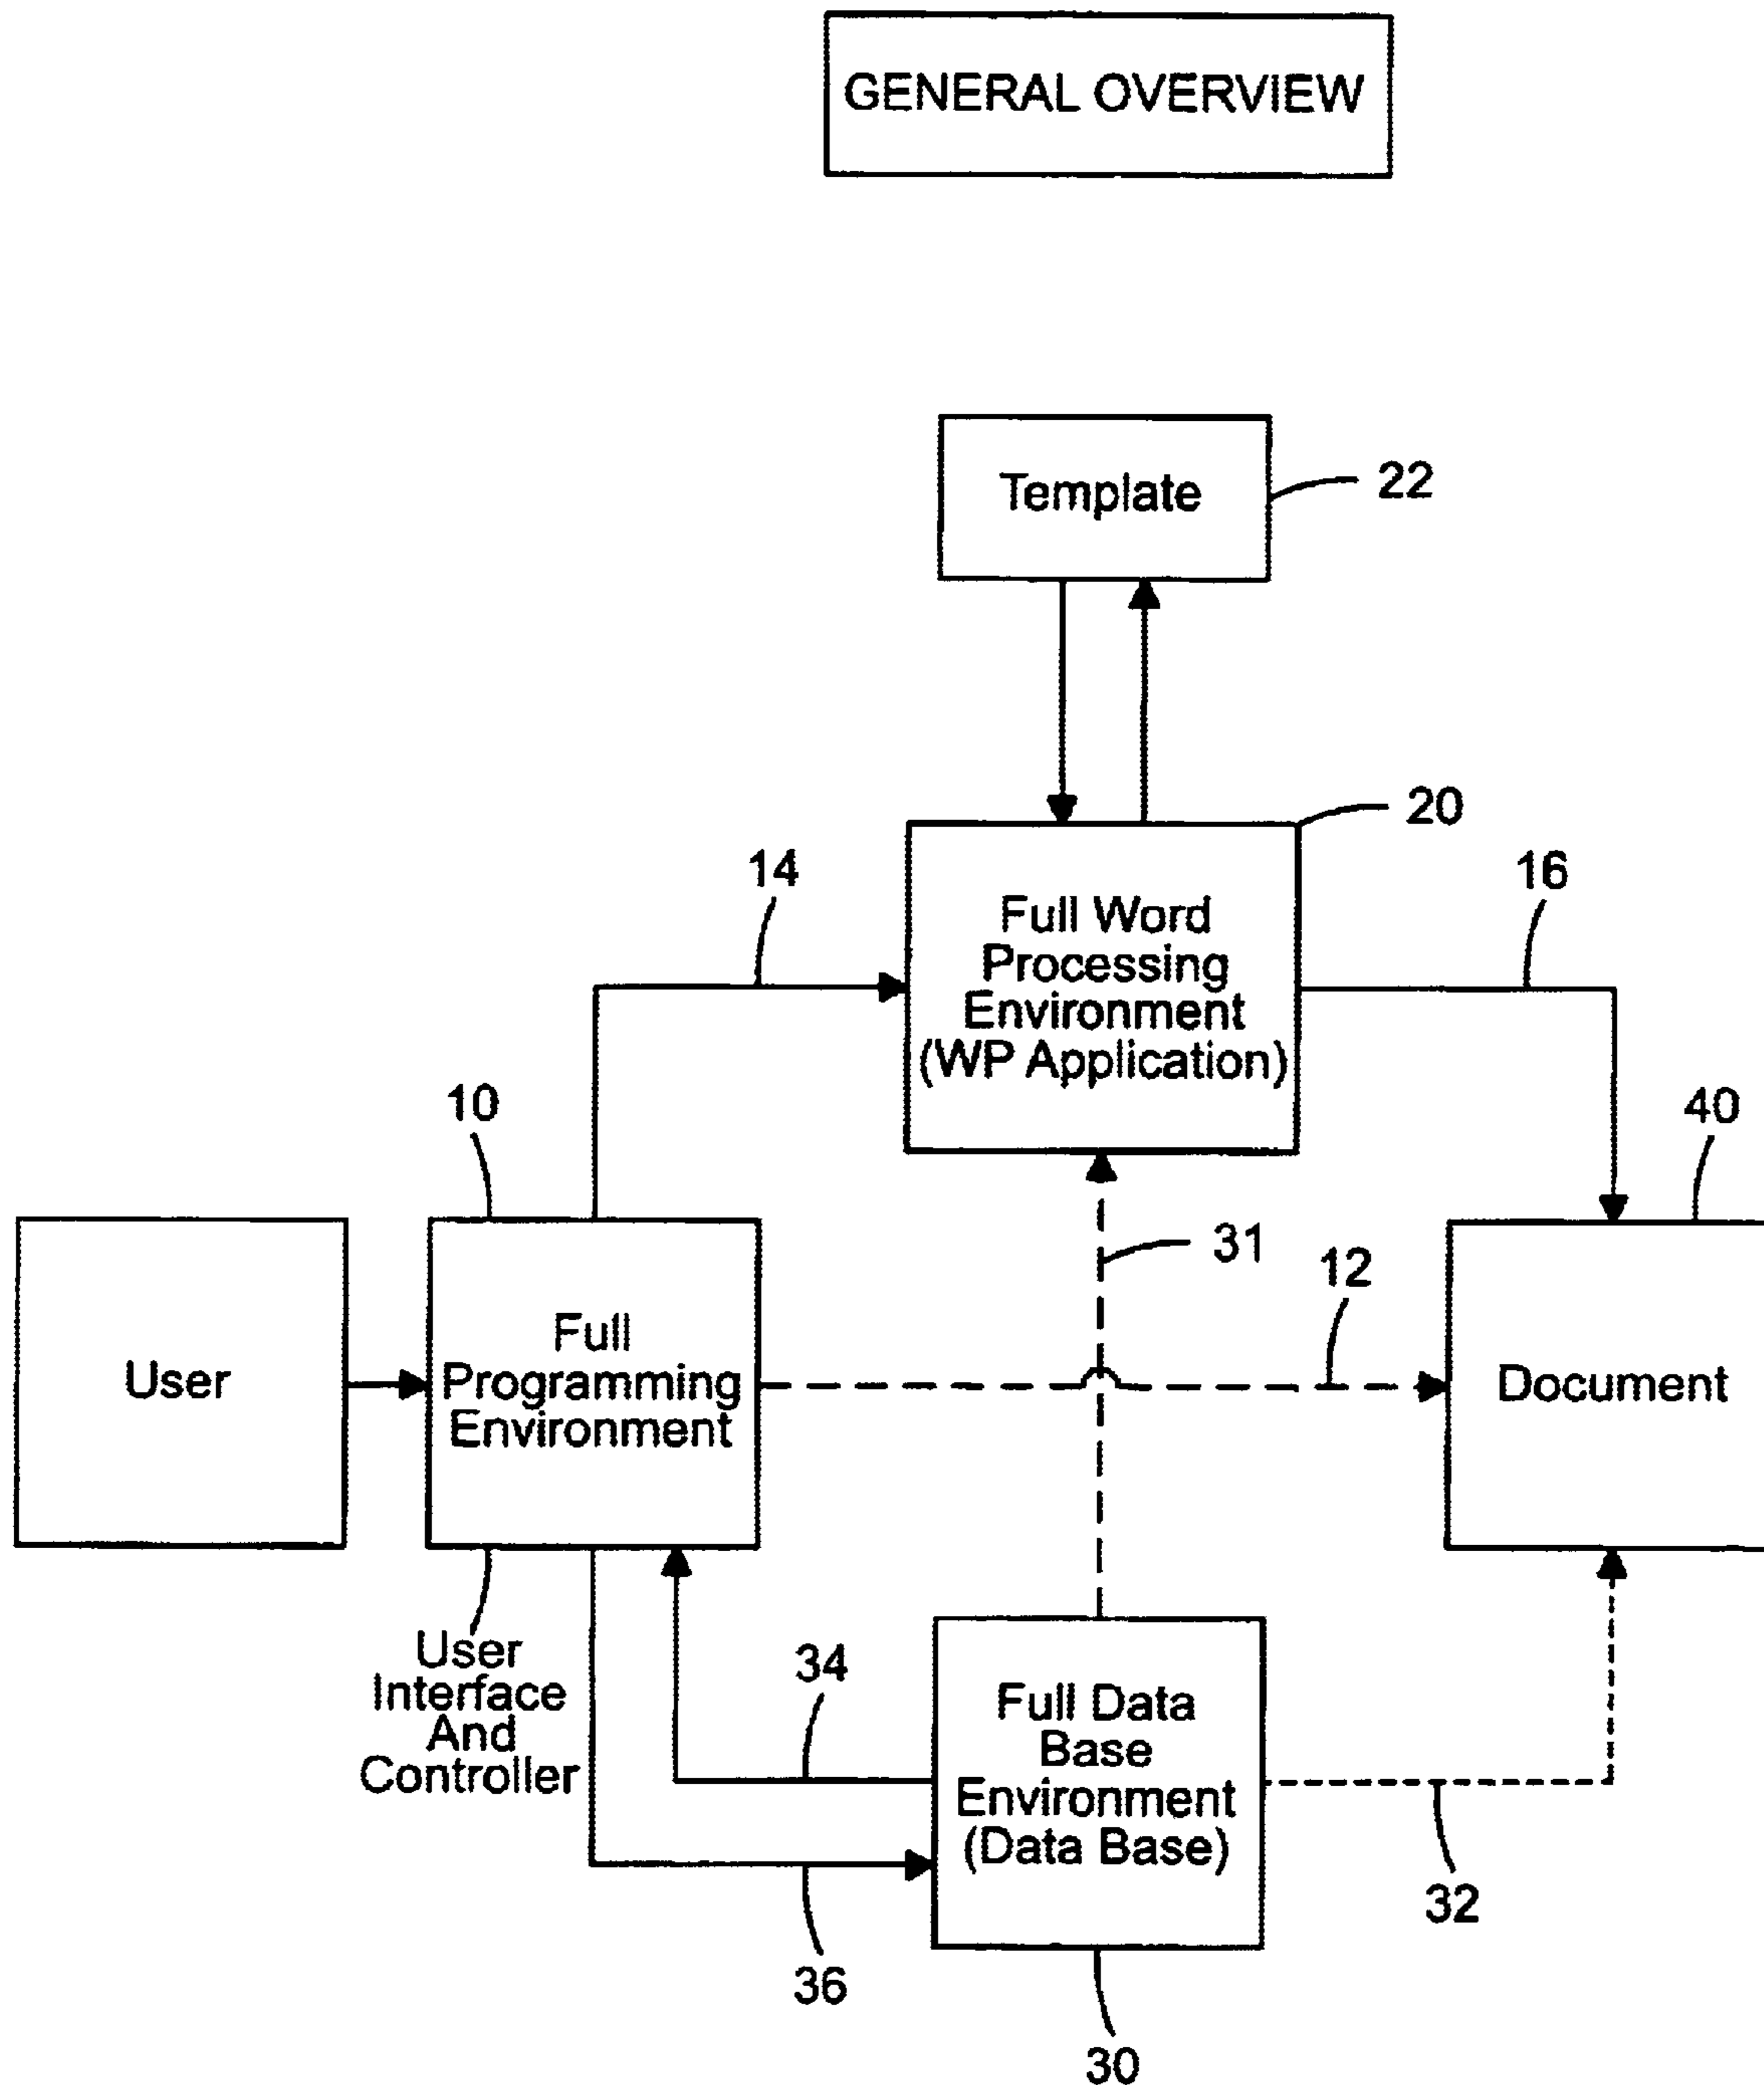 GENERAL OVERVIEW
Template
22
20
14
16
Full Word
Processing
Environment
(WP Application)
10
40
31
12
User
Full
Programming
Environment
Document
User
Interface
And
Controller
34
Full Data
Base
Environment
(Data Base)
32
36
30